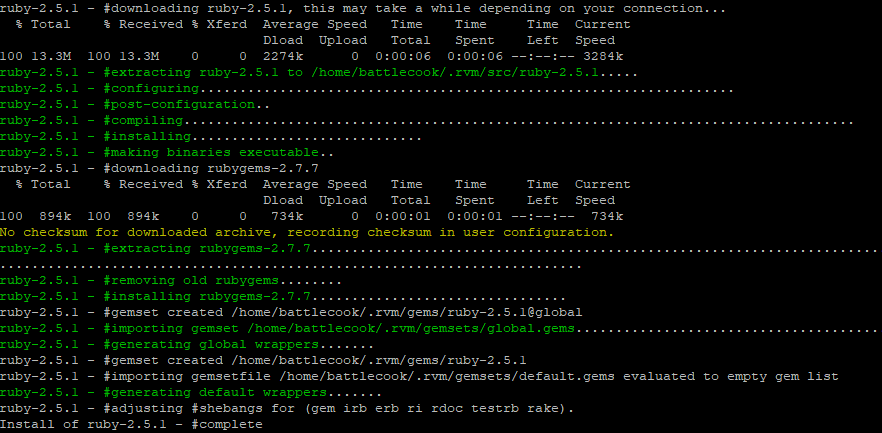 ruby-2.5.1 - #downloading ruby-2.5.1, this may take a while depending on your connection...
  % Total    % Received % Xferd  Average Speed   Time    Time     Time  Current
                                 Dload  Upload   Total   Spent    Left  Speed
100 13.3M  100 13.3M    0     0  2274k      0  0:00:06  0:00:06 --:--:-- 3284k
ruby-2.5.1 - #extracting ruby-2.5.1 to /home/battlecook/.rvm/src/ruby-2.5.1.....
ruby-2.5.1 - #configuring...................................................................
ruby-2.5.1 - #post-configuration..
ruby-2.5.1 - #compiling....................................................................................
ruby-2.5.1 - #installing.............................
ruby-2.5.1 - #making binaries executable..
ruby-2.5.1 - #downloading rubygems-2.7.7
  % Total    % Received % Xferd  Average Speed   Time    Time     Time  Current
                                 Dload  Upload   Total   Spent    Left  Speed
100  894k  100  894k    0     0   734k      0  0:00:01  0:00:01 --:--:--  734k
No checksum for downloaded archive, recording checksum in user configuration.
ruby-2.5.1 - #extracting rubygems-2.7.7.......................................................................
.........................................................................
ruby-2.5.1 - #removing old rubygems........
ruby-2.5.1 - #installing rubygems-2.7.7................................
ruby-2.5.1 - #gemset created /home/battlecook/.rvm/gems/ruby-2.5.1@global
ruby-2.5.1 - #importing gemset /home/battlecook/.rvm/gemsets/global.gems......................................
ruby-2.5.1 - #generating global wrappers.......
ruby-2.5.1 - #gemset created /home/battlecook/.rvm/gems/ruby-2.5.1
ruby-2.5.1 - #importing gemsetfile /home/battlecook/.rvm/gemsets/default.gems evaluated to empty gem list
ruby-2.5.1 - #generating default wrappers.......
ruby-2.5.1 - #adjusting #shebangs for (gem irb erb ri rdoc testrb rake).
Install of ruby-2.5.1 - #complete